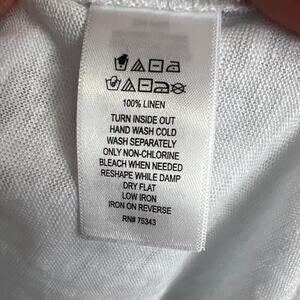 100% LINEN
TURN INSIDE OUT
HAND WASH COLD
WASH SEPARATELY
ONLY NON-CHLORINE
BLEACH WHEN NEEDED
RESHAPE WHILE DAMP
DRY FLAT
LOW IRON
IRON ON REVERSE
RN# 75343